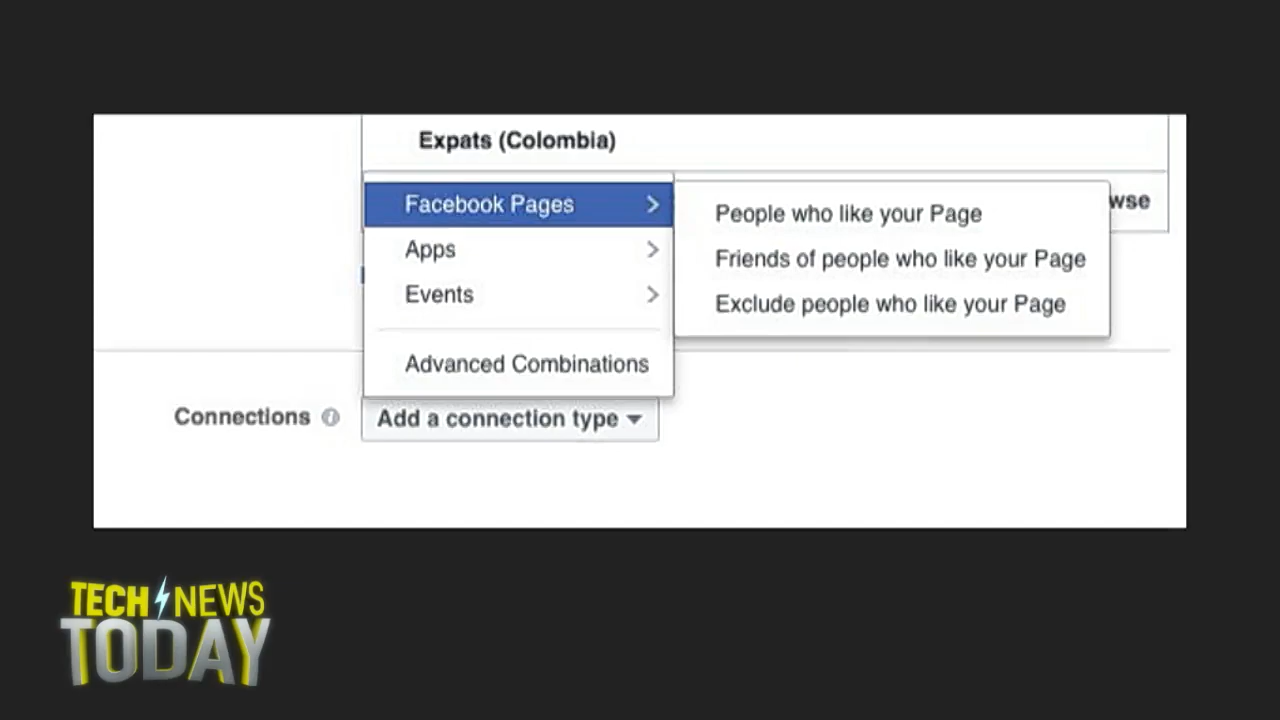 Expats (Colombia)
Facebook Pages
People who like your Page
wse
Apps
Friends of people who like your Page
Events
Exclude people who like your Page
Advanced Combinations
Connections
Add a connection type
TECH NEWS
TODAY